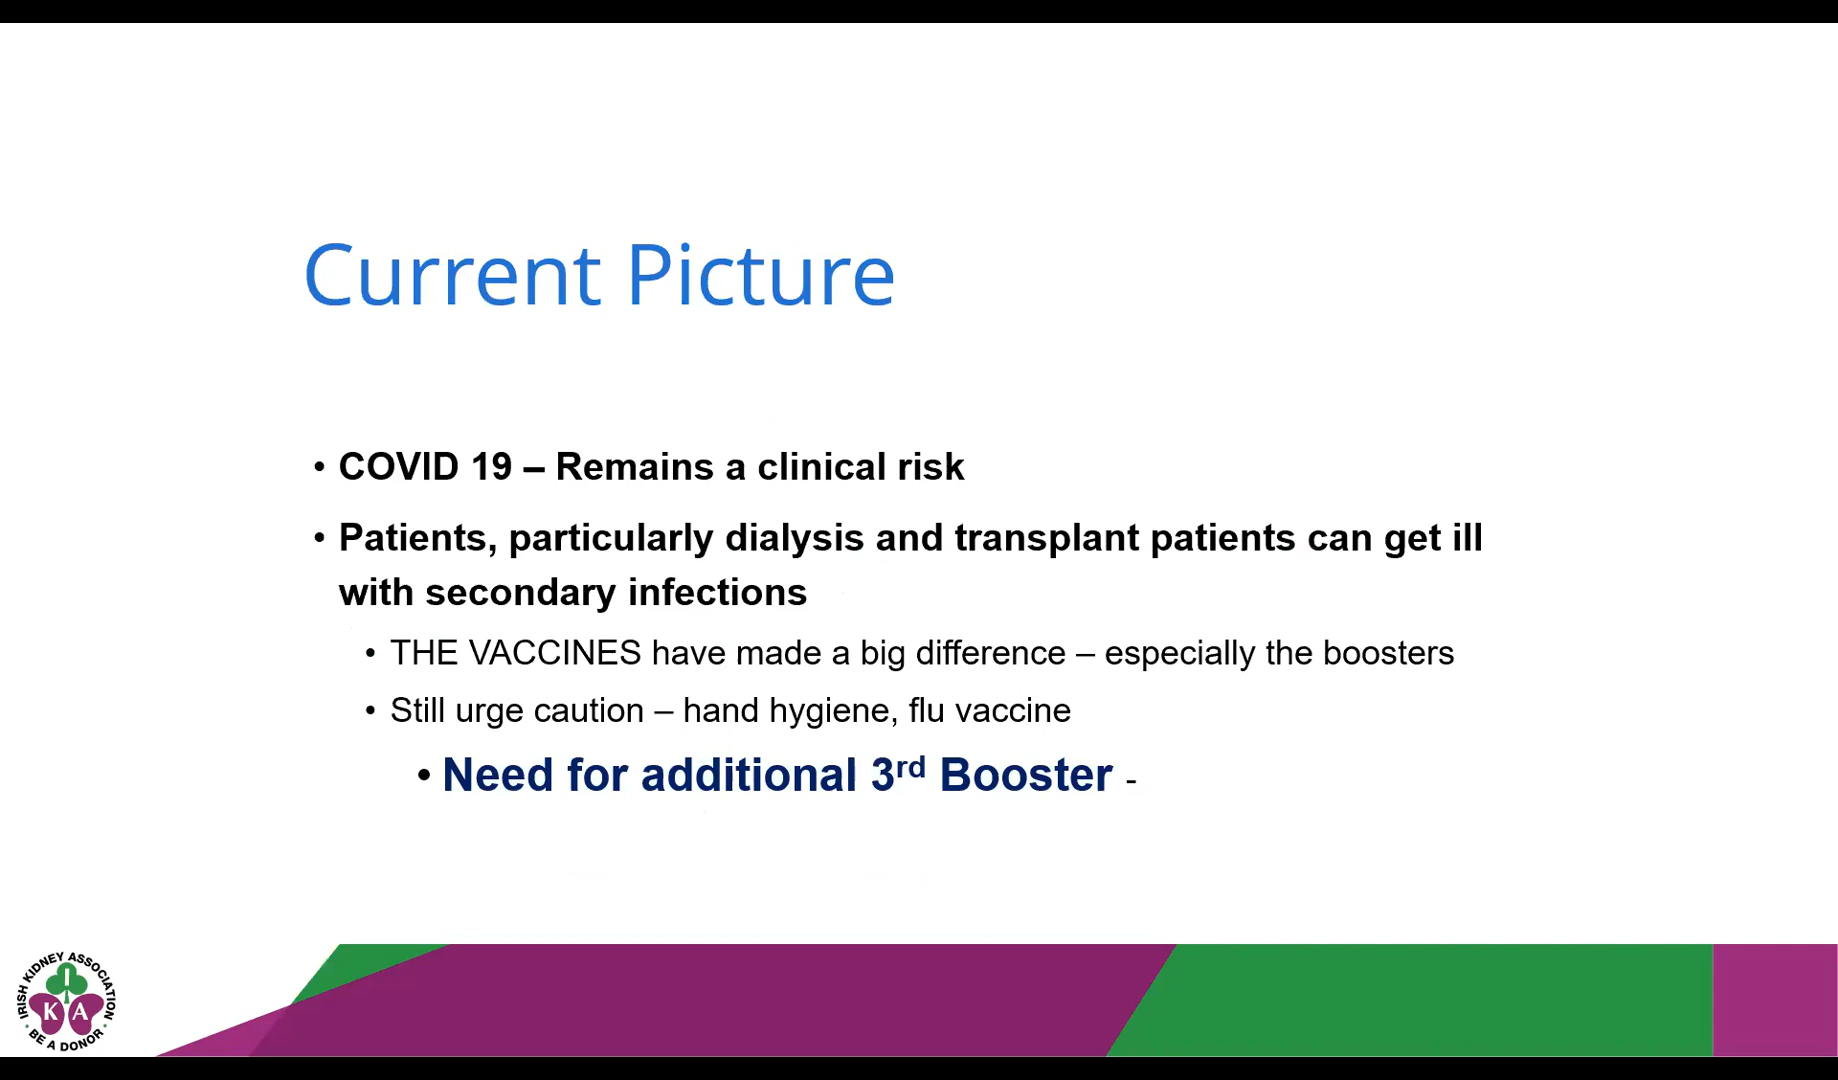 Current Picture
• COVID 19 – Remains a clinical risk
• Patients, particularly dialysis and transplant patients can get ill
with secondary infections
• THE VACCINES have made a big difference – especially the boosters
• Still urge caution – hand hygiene, flu vaccine
• Need for additional 3rd Booster -
IRISH KIDNEY ASSOCIATION
I
K A
• BE A DONOR •